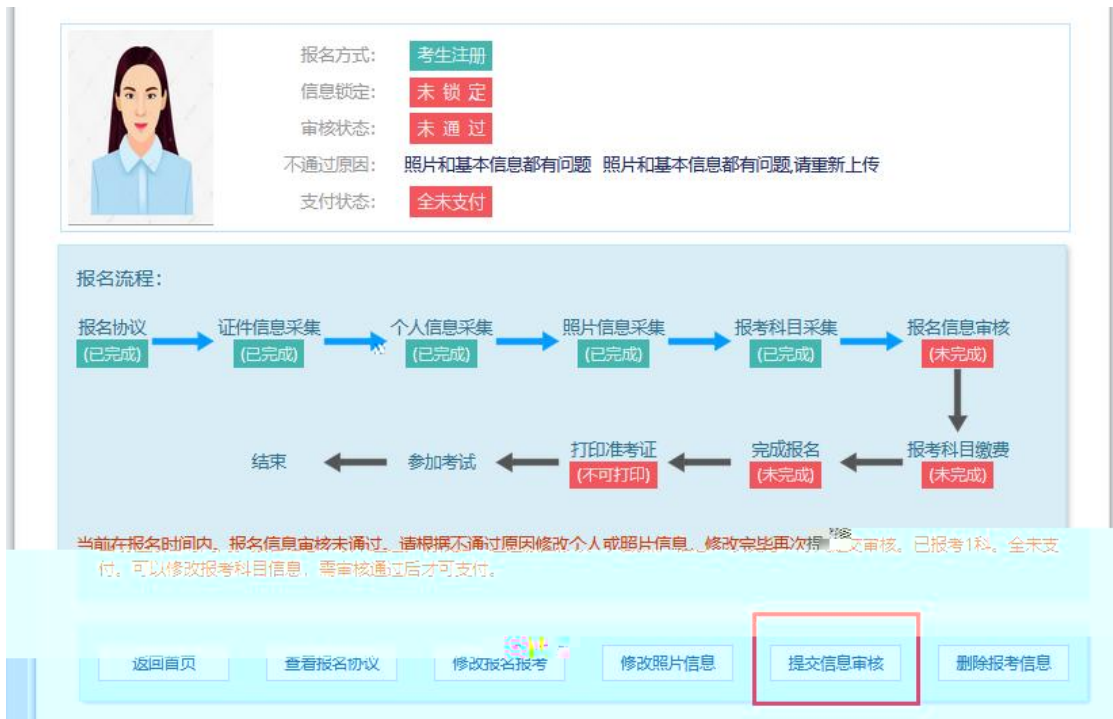 报名方式： 考生注册
信息锁定： 未 锁 定
审核状态： 未 通 过
不通过原因： 照片和基本信息都有问题 照片和基本信息都有问题,请重新上传
支付状态： 全未支付
报名流程：
报名协议 证件信息采集 个人信息采集 照片信息采集 报考科目采集 报名信息审核
(已完成) (已完成) (已完成) (已完成) (已完成) (未完成)
结束 参加考试 打印准考证 完成报名 报考科目缴费
(不可打印) (未完成) (未完成)
当前在报名时间内，报名信息审核未通过。请根据不通过原因修改个人或照片信息，修改完毕再次提交审核。已报考1科。全未支
付。可以修改报考科目信息，需审核通过后才可支付。
返回首页 查看报名协议 修改报名报考 修改照片信息 提交信息审核 删除报考信息